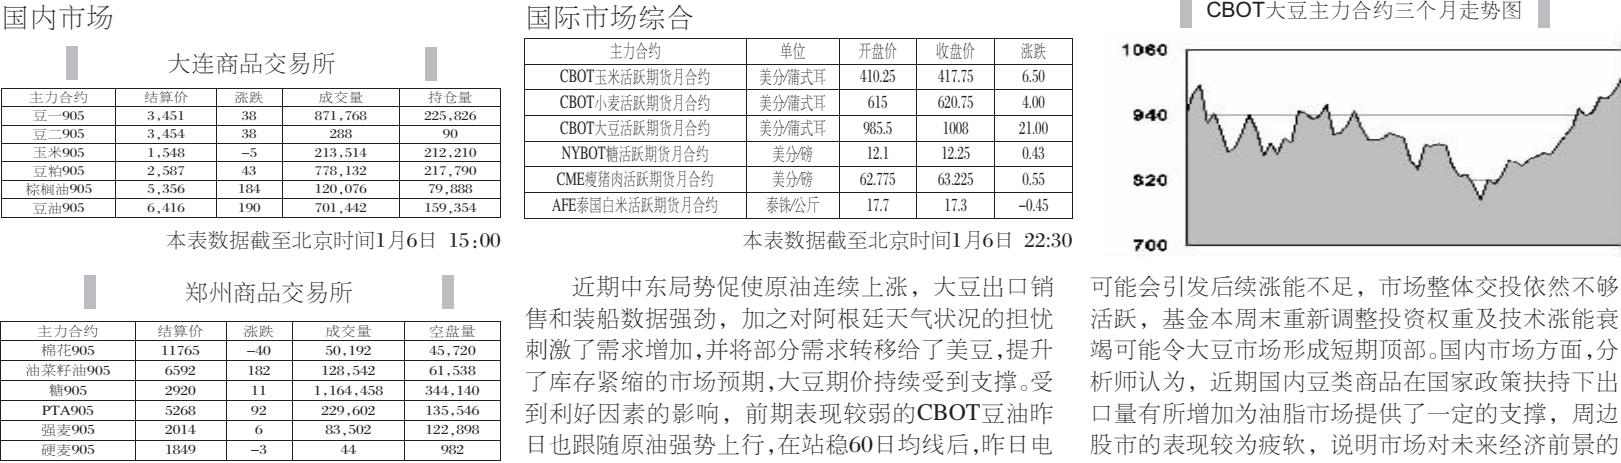 国内市场
大连商品交易所
主力合约 结算价 涨跌 成交量 持仓量
豆一905 3,451 38 871,768 225,826
豆二905 3,454 38 288 90
玉米905 1,548 -5 213,514 212,210
豆粕905 2,587 43 778,132 217,790
棕榈油905 5,356 184 120,076 79,888
豆油905 6,416 190 701,442 159,354
本表数据截至北京时间1月6日 15:00
郑州商品交易所
主力合约 结算价 涨跌 成交量 空盘量
棉花905 11765 -40 50,192 45,720
油菜籽油905 6592 182 128,542 61,538
糖905 2920 11 1,164,458 344,140
PTA905 5268 92 229,602 135,546
强麦905 2014 6 83,502 122,898
硬麦905 1849 -3 44 982
国际市场综合
主力合约 单位 开盘价 收盘价 涨跌
CBOT玉米活跃期货月合约 美分/蒲式耳 410.25 417.75 6.50
CBOT小麦活跃期货月合约 美分/蒲式耳 615 620.75 4.00
CBOT大豆活跃期货月合约 美分/蒲式耳 985.5 1008 21.00
NYBOT糖活跃期货月合约 美分/磅 12.1 12.25 0.43
CME瘦猪肉活跃期货月合约 美分/磅 62.775 63.225 0.55
AFE泰国白米活跃期货月合约 泰铢/公斤 17.7 17.3 -0.45
本表数据截至北京时间1月6日 22:30
近期中东局势促使原油连续上涨，大豆出口销
售和装船数据强劲，加之对阿根廷天气状况的担忧
刺激了需求增加,并将部分需求转移给了美豆,提升
了库存紧缩的市场预期,大豆期价持续受到支撑。受
到利好因素的影响，前期表现较弱的CBOT豆油昨
日也跟随原油强势上行,在站稳60日均线后,昨日电
CBOT大豆主力合约三个月走势图
1060
940
820
700
可能会引发后续涨能不足，市场整体交投依然不够
活跃，基金本周末重新调整投资权重及技术涨能衰
竭可能令大豆市场形成短期顶部。国内市场方面,分
析师认为，近期国内豆类商品在国家政策扶持下出
口量有所增加为油脂市场提供了一定的支撑，周边
股市的表现较为疲软，说明市场对未来经济前景的